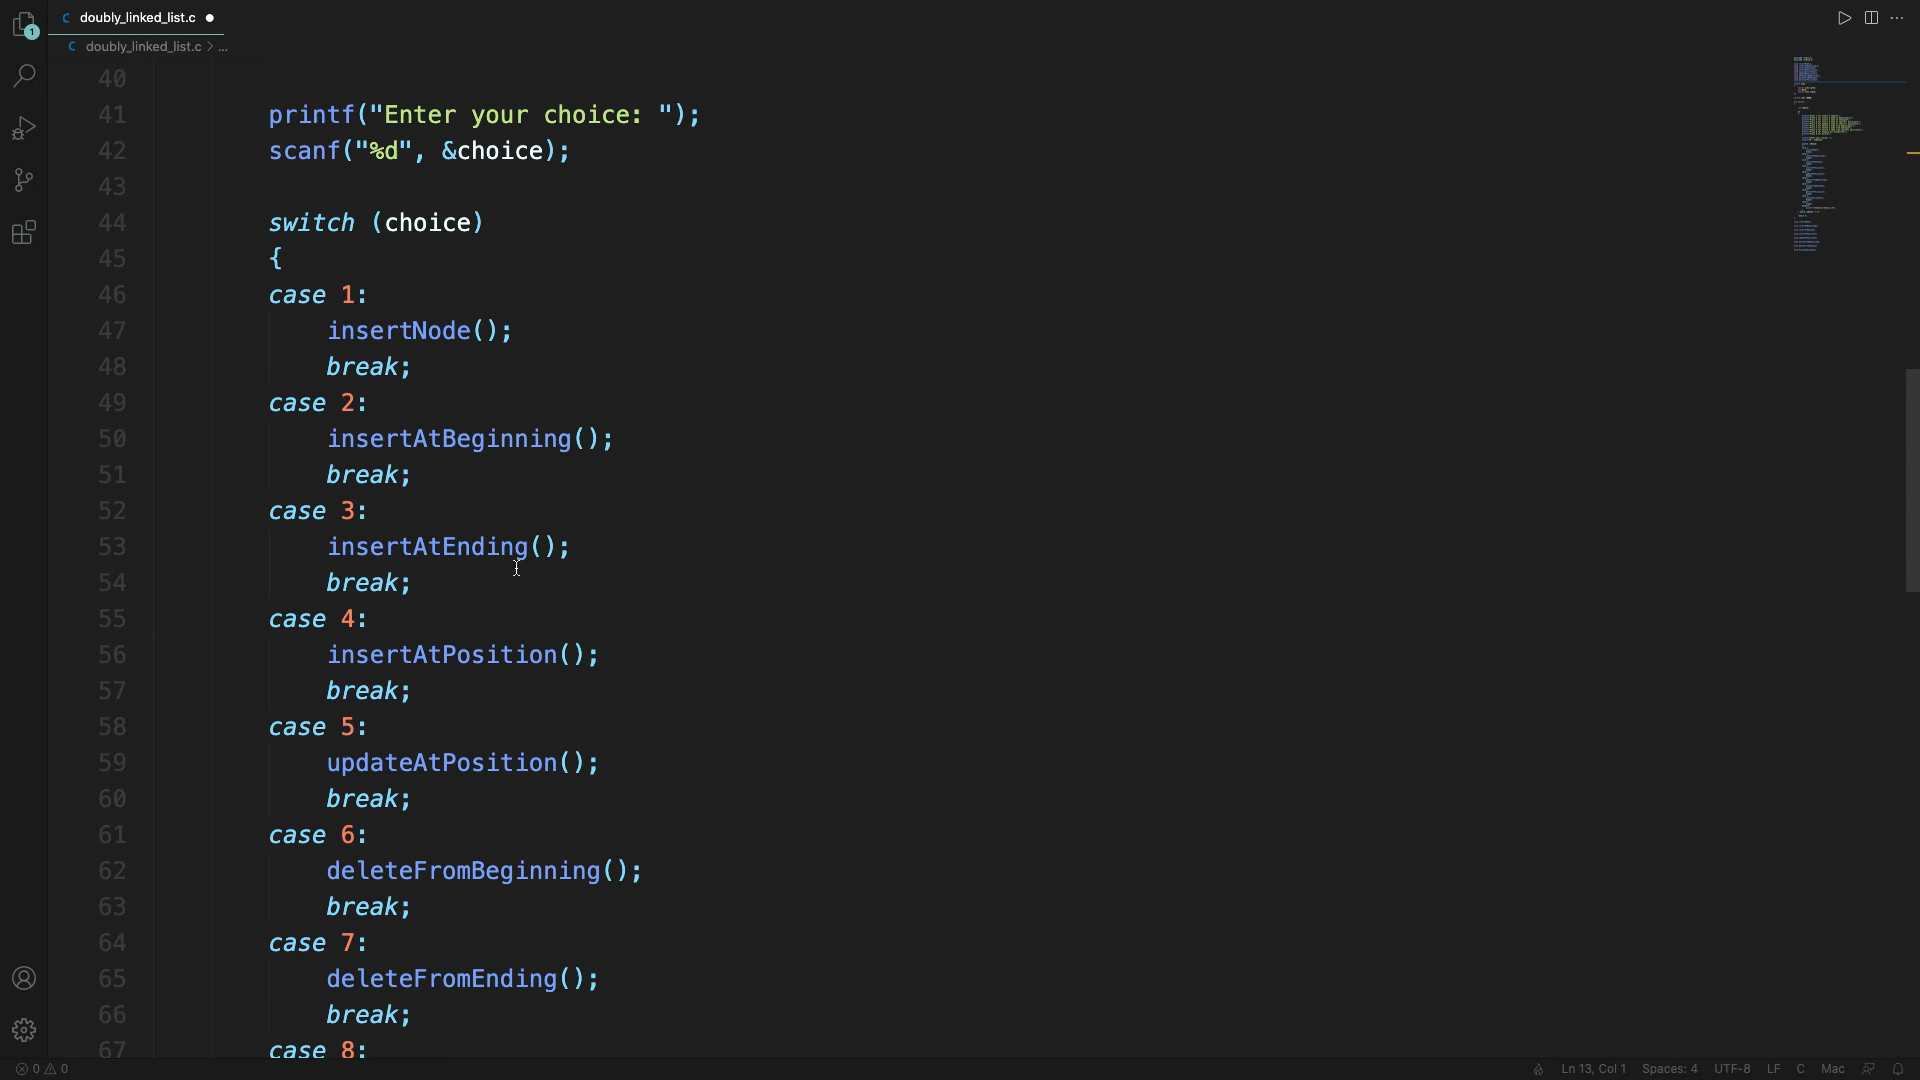 1
C doubly_linked_list.c
C doubly_linked_list.c > ...
40
41 printf("Enter your choice: ");
42 scanf("%d", &choice);
43
44 switch (choice)
45 {
46 case 1:
47 insertNode();
48 break;
49 case 2:
50 insertAtBeginning();
51 break;
52 case 3:
53 insertAtEnding();
54 break;
55 case 4:
56 insertAtPosition();
57 break;
58 case 5:
59 updateAtPosition();
60 break;
61 case 6:
62 deleteFromBeginning();
63 break;
64 case 7:
65 deleteFromEnding();
66 break;
67 case 8:
0 0 Ln 13, Col 1 Spaces: 4 UTF-8 LF C Mac